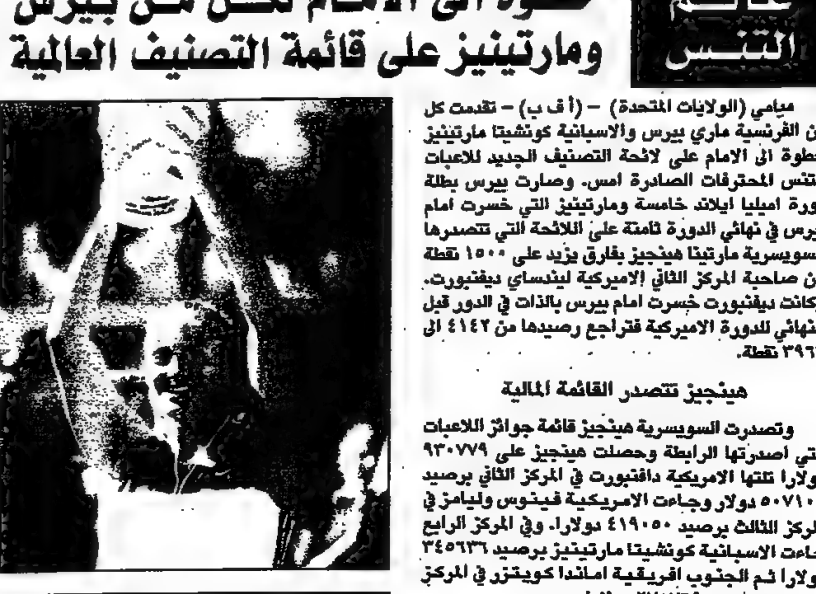 عالم
التنس
خطوة الى الامام لكل من بيرس
ومارتينيز على قائمة التصنيف العالمية
ميامي (الولايات المتحدة) - (أ ف ب) - تقدمت كل
من الفرنسية ماري بيرس والاسبانية كونشيتا مارتينيز
خطوة الى الامام على لائحة التصنيف الجديد للاعبات
التنس المحترفات الصادرة امس. وصارت بيرس بطلة
دورة اميليا ايلاند خامسة ومارتينيز التي خسرت امام
بيرس في نهائي الدورة ثامنة على اللائحة التي تتصدرها
السويسرية مارتينا هينجيز بفارق يزيد على ١٥٠٠ نقطة
عن صاحبة المركز الثاني الاميركية ليندساي ديفنبورت.
وكانت ديفنبورت خسرت امام بيرس بالذات في الدور قبل
النهائي للدورة الاميركية فتراجع رصيدها من ٤١٤٢ الى
نقطة.
هينجيز تتصدر القائمة المالية
وتصدرت السويسرية هينجيز قائمة جوائز اللاعبات
التي اصدرتها الرابطة وحصلت هينجيز على ٩٣٠٧٧٩
دولارا تلتها الامريكية دافنبورت في المركز الثاني برصيد
٥٠٧١٠٠ دولار وجاءت الامريكية فينوس وليامز في
المركز الثالث برصيد ٤١٩٠٥٠ دولارا. وفي المركز الرابع
جاءت الاسبانية كونشيتا مارتينيز برصيد ٣٤٥٦٣٦
دولارا ثم الجنوب افريقية اماندا كويتزر في المركز